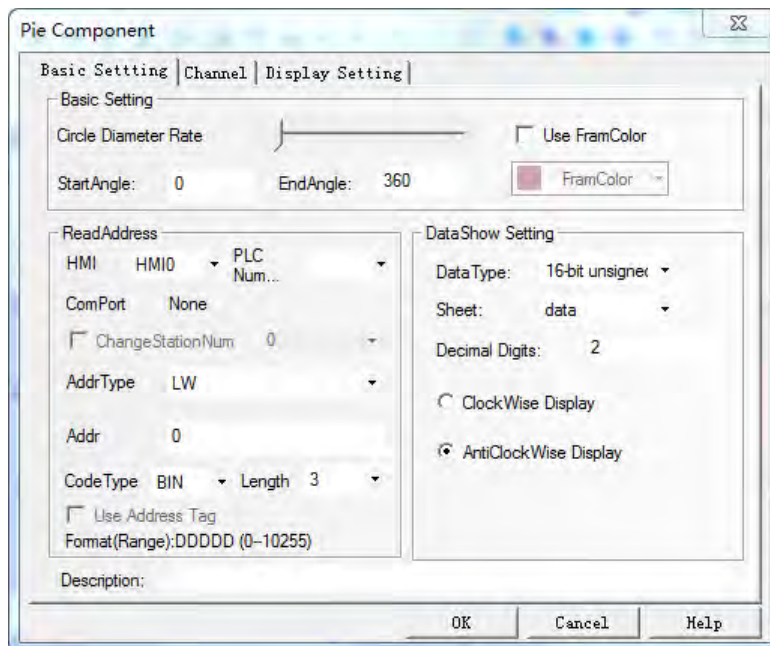 Pie Component
Basic Settting Channel Display Setting
Basic Setting
Circle Diameter Rate
Use FramColor
StartAngle: 0 EndAngle: 360
FramColor
ReadAddress
HMI HMI0 PLC Num...
ComPort None
ChangeStationNum 0
AddrType LW
Addr 0
CodeType BIN Length 3
Use Address Tag
Format(Range):DDDDD (0--10255)
DataShow Setting
DataType: 16-bit unsigned
Sheet: data
Decimal Digits: 2
ClockWise Display
AntiClockWise Display
Description:
OK Cancel Help